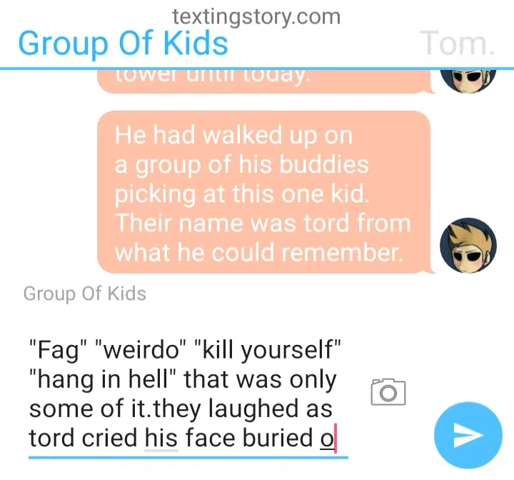 textingstory.com
Group Of Kids
Tom.
tower until today.
He had walked up on
a group of his buddies
picking at this one kid.
Their name was tord from
what he could remember.
Group Of Kids
"Fag" "weirdo" "kill yourself"
"hang in hell" that was only
some of it.they laughed as
tord cried his face buried o